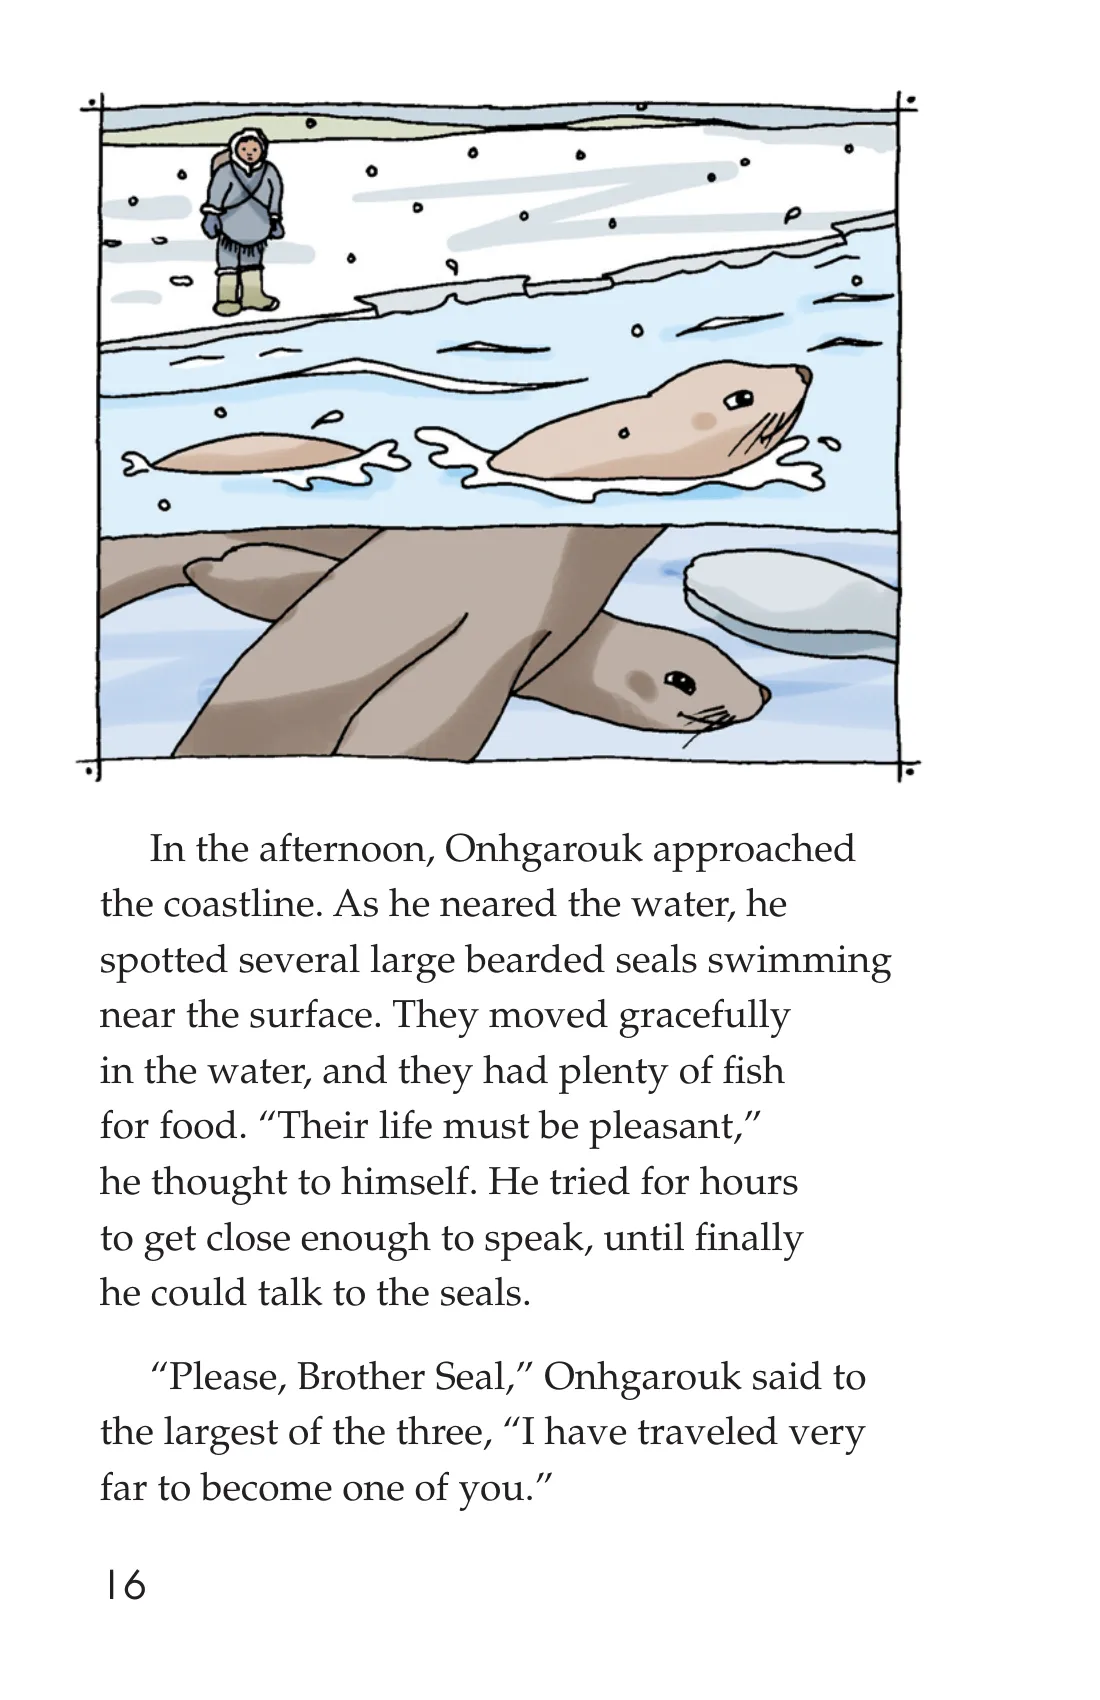 In the afternoon, Onhgarouk approached
the coastline. As he neared the water, he
spotted several large bearded seals swimming
near the surface. They moved gracefully
in the water, and they had plenty of fish
for food. “Their life must be pleasant,”
he thought to himself. He tried for hours
to get close enough to speak, until finally
he could talk to the seals.
“Please, Brother Seal,” Onhgarouk said to
the largest of the three, “I have traveled very
far to become one of you.”
16